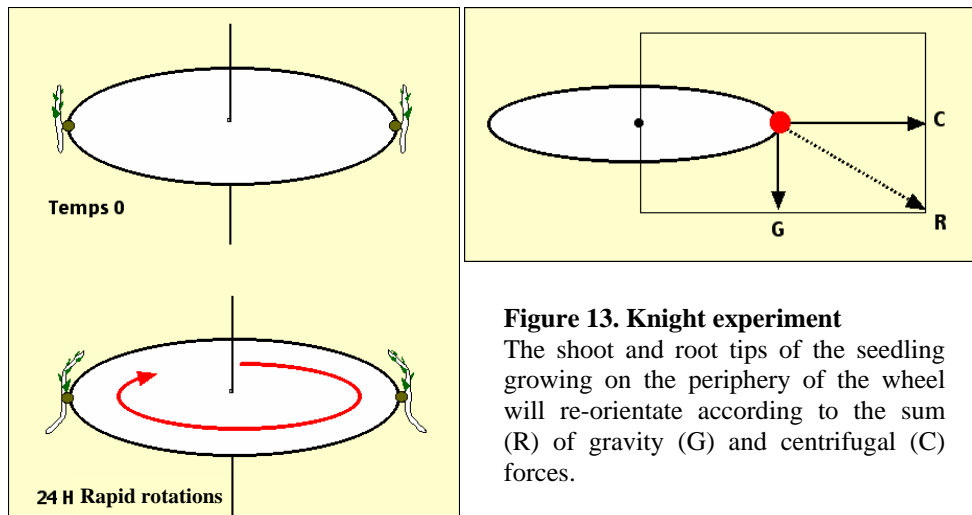 Temps 0
24 H Rapid rotations
C
G
R
Figure 13. Knight experiment
The shoot and root tips of the seedling
growing on the periphery of the wheel
will re-orientate according to the sum
(R) of gravity (G) and centrifugal (C)
forces.